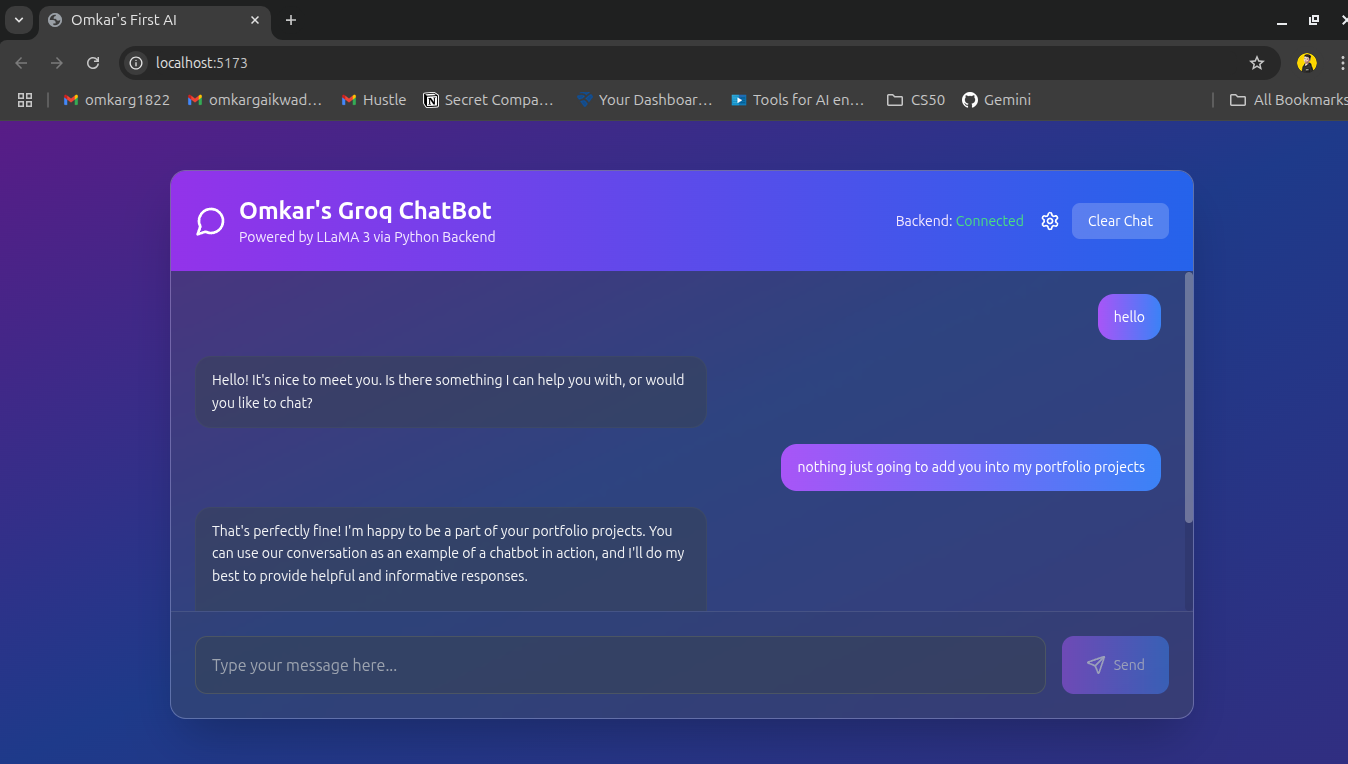 Omkar's First AI
localhost:5173
omkarg1822 omkargaikwad… Hustle Secret Compa… Your Dashboar… Tools for AI en… CS50 Gemini All Bookmarks
Omkar's Groq ChatBot
Powered by LLaMA 3 via Python Backend
Backend: Connected
Clear Chat
hello
Hello! It's nice to meet you. Is there something I can help you with, or would
you like to chat?
nothing just going to add you into my portfolio projects
That's perfectly fine! I'm happy to be a part of your portfolio projects. You
can use our conversation as an example of a chatbot in action, and I'll do my
best to provide helpful and informative responses.
Type your message here...
Send